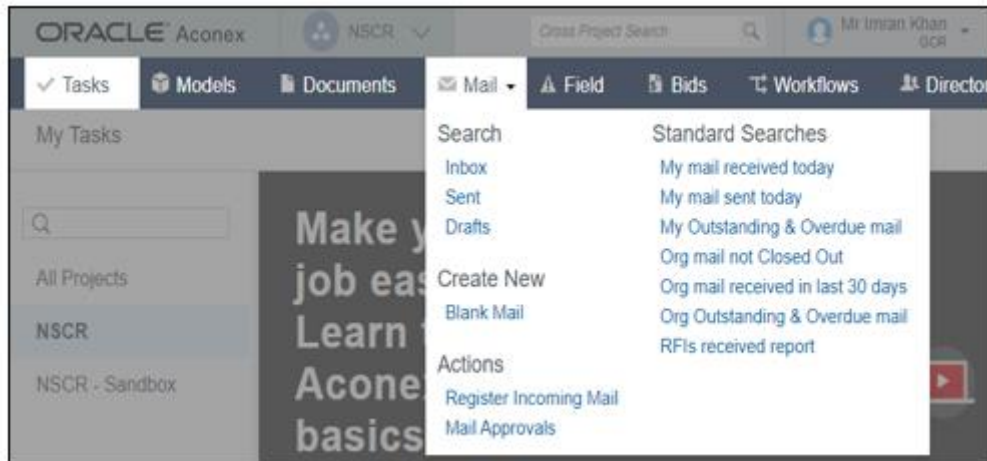 ORACLE Aconex
NSCR
Cross Project Search
Mr Imran Khan
GCR
Tasks
Models
Documents
Mail
Field
Bids
Workflows
Director
My Tasks
All Projects
NSCR
NSCR - Sandbox
Make y
job eas
Learn t
Acone
basics
Search
Inbox
Sent
Drafts
Create New
Blank Mail
Actions
Register Incoming Mail
Mail Approvals
Standard Searches
My mail received today
My mail sent today
My Outstanding & Overdue mail
Org mail not Closed Out
Org mail received in last 30 days
Org Outstanding & Overdue mail
RFIs received report